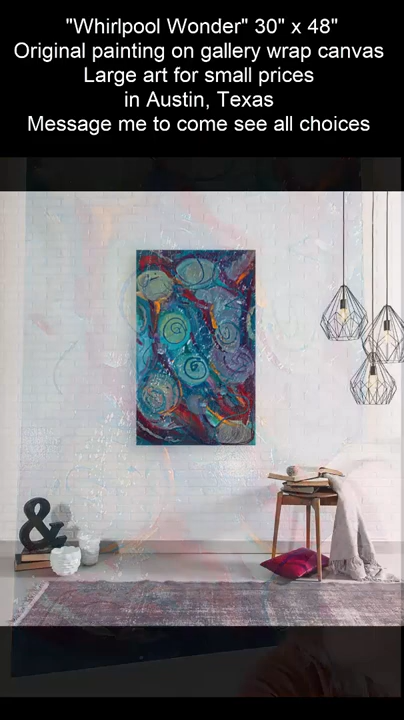 "Whirlpool Wonder" 30" x 48"
Original painting on gallery wrap canvas
Large art for small prices
in Austin, Texas
Message me to come see all choices
&